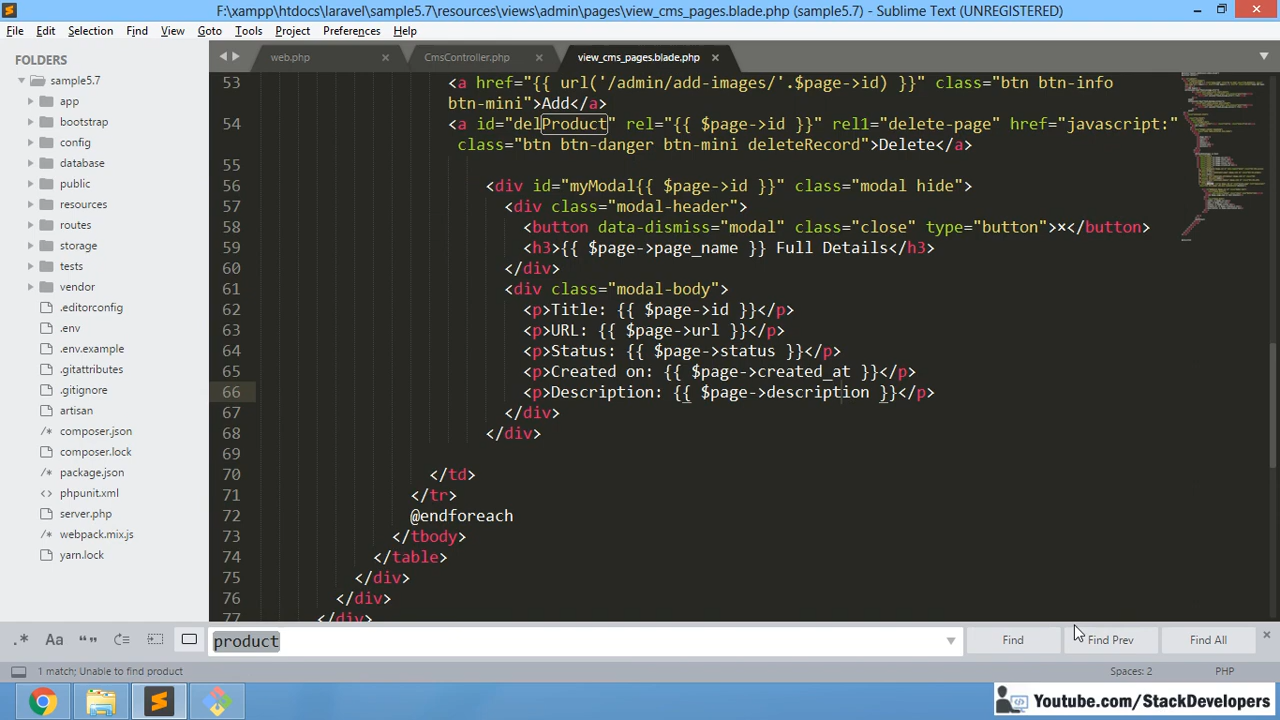 F:\xampp\htdocs\laravel\sample5.7\resources\views\admin\pages\view_cms_pages.blade.php (sample5.7) - Sublime Text (UNREGISTERED)
File Edit Selection Find View Goto Tools Project Preferences Help
FOLDERS
sample5.7
app
bootstrap
config
database
public
resources
routes
storage
tests
vendor
.editorconfig
.env
.env.example
.gitattributes
.gitignore
artisan
composer.json
composer.lock
package.json
phpunit.xml
server.php
webpack.mix.js
yarn.lock
web.php × CmsController.php × view_cms_pages.blade.php ×
53 <a href="{{ url('/admin/add-images/'.$page->id) }}" class="btn btn-info
btn-mini">Add</a>
54 <a id="delProduct" rel="{{ $page->id }}" rel1="delete-page" href="javascript:"
class="btn btn-danger btn-mini deleteRecord">Delete</a>
55
56 <div id="myModal{{ $page->id }}" class="modal hide">
57 <div class="modal-header">
58 <button data-dismiss="modal" class="close" type="button">×</button>
59 <h3>{{ $page->page_name }} Full Details</h3>
60 </div>
61 <div class="modal-body">
62 <p>Title: {{ $page->id }}</p>
63 <p>URL: {{ $page->url }}</p>
64 <p>Status: {{ $page->status }}</p>
65 <p>Created on: {{ $page->created_at }}</p>
66 <p>Description: {{ $page->description }}</p>
67 </div>
68 </div>
69
70 </td>
71 </tr>
72 @endforeach
73 </tbody>
74 </table>
75 </div>
76 </div>
77 </div>
.* Aa “” product Find Find Prev Find All ×
1 match; Unable to find product Spaces: 2 PHP
Youtube.com/StackDevelopers